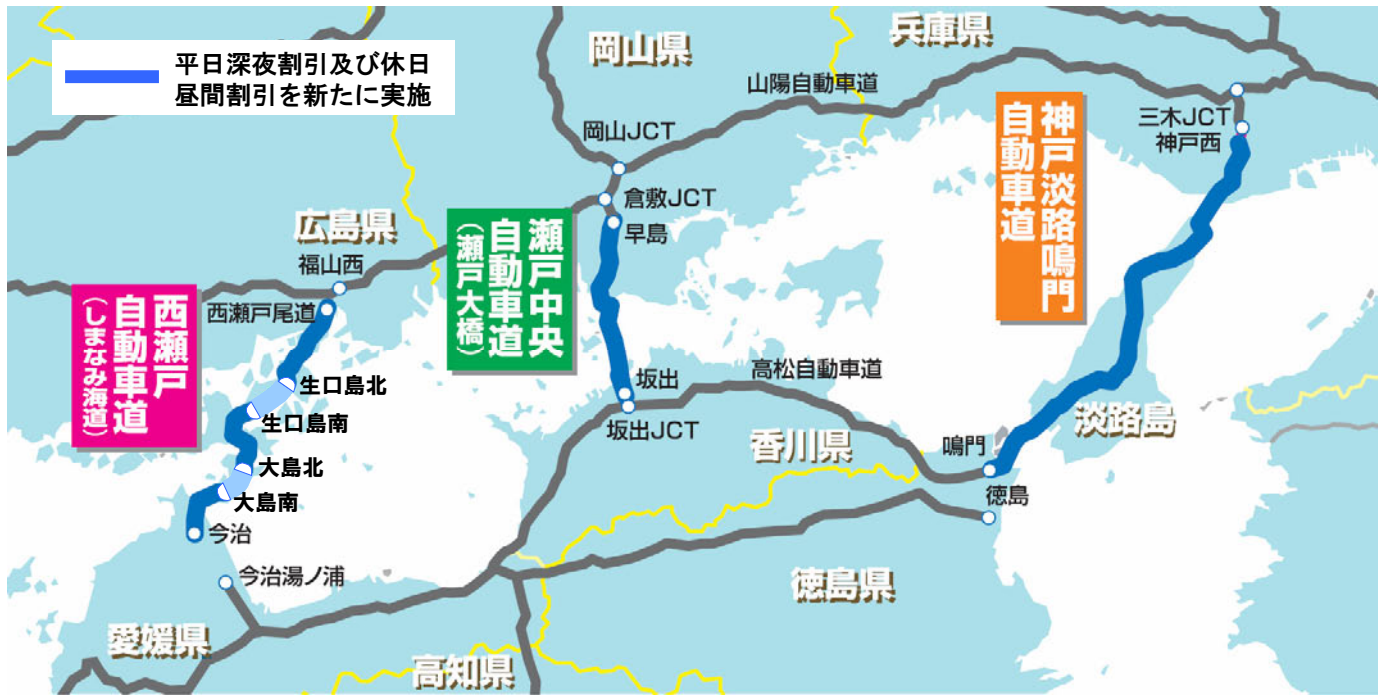 平日深夜割引及び休日
昼間割引を新たに実施
岡山県
兵庫県
山陽自動車道
岡山JCT
三木JCT
神戸西
神戸淡路鳴門
自動車道
倉敷JCT
早島
瀬戸中央
自動車道
(瀬戸大橋)
広島県
福山西
西瀬戸尾道
西瀬戸
自動車道
(しまなみ海道)
生口島北
生口島南
大島北
大島南
今治
今治湯ノ浦
坂出
坂出JCT
高松自動車道
香川県
鳴門
徳島
淡路島
徳島県
愛媛県
高知県